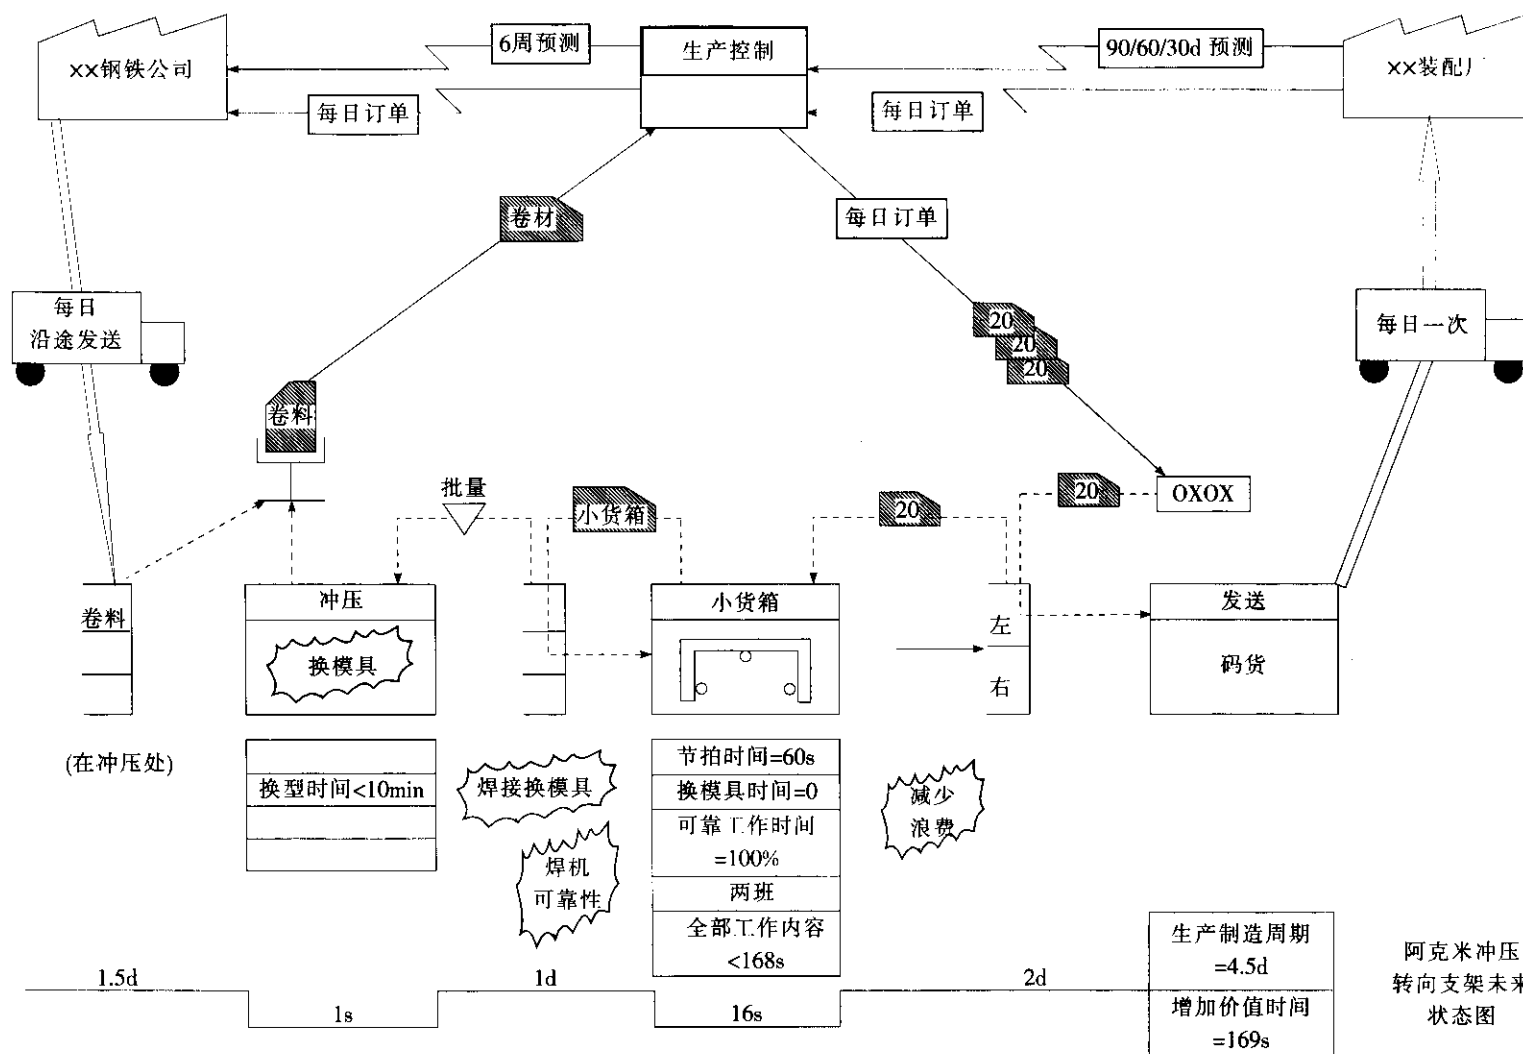 ××钢铁公司
6周预测
每日订单
生产控制
90/60/30d 预测
每日订单
××装配厂
卷材
每日订单
每日
沿途发送
20
20
20
每日一次
卷料
批量
小货箱
20
20
OXOX
卷料
(在冲压处)
冲压
换模具
换型时间<10min
焊接换模具
焊机
可靠性
小货箱
节拍时间=60s
换模具时间=0
可靠工作时间
=100%
两班
全部工作内容
<168s
左
右
减少
浪费
发送
码货
1.5d
1s
1d
16s
2d
生产制造周期
=4.5d
增加价值时间
=169s
阿克米冲压
转向支架未来
状态图